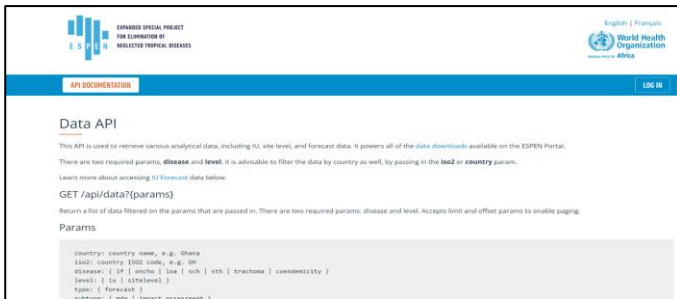 English | Français
EXPANDED SPECIAL PROJECT
FOR ELIMINATION OF
NEGLECTED TROPICAL DISEASES
E S P E N
World Health
Organization
Africa
API DOCUMENTATION
LOG IN
Data API
This API is used to retrieve various analytical data, including IU, site level, and forecast data. It powers all of the data downloads available on the ESPEN Portal.
There are two required params, disease and level. It is advisable to filter the data by country as well, by passing in the iso2 or country param.
Learn more about accessing IU Forecast data below.
GET /api/data?{params}
Return a list of data filtered on the params that are passed in. There are two required params: disease and level. Accepts limit and offset params to enable paging.
Params
country: country name, e.g. Ghana
iso2: country ISO2 code, e.g. GH
disease: { lf | oncho | loa | sch | sth | trachoma | coendemicity }
level: { iu | sitelevel }
type: { forecast }
subtype: { mda | impact_assessment }